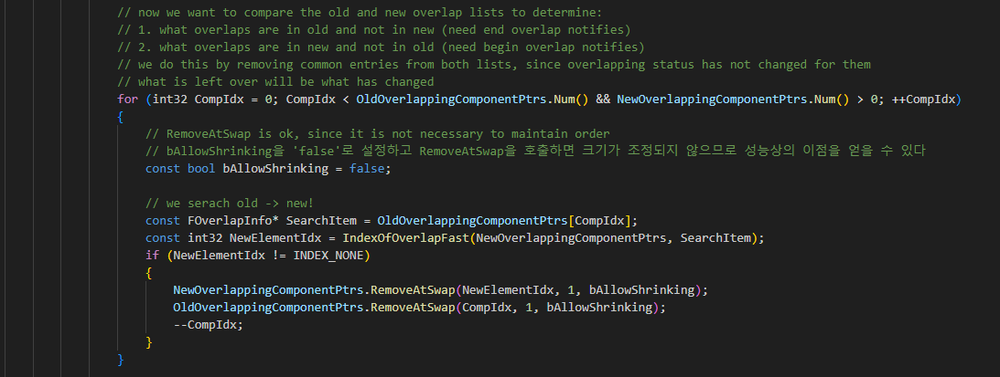 // now we want to compare the old and new overlap lists to determine:
// 1. what overlaps are in old and not in new (need end overlap notifies)
// 2. what overlaps are in new and not in old (need begin overlap notifies)
// we do this by removing common entries from both lists, since overlapping status has not changed for them
// what is left over will be what has changed
for (int32 CompIdx = 0; CompIdx < OldOverlappingComponentPtrs.Num() && NewOverlappingComponentPtrs.Num() > 0; ++CompIdx)
{
// RemoveAtSwap is ok, since it is not necessary to maintain order
// bAllowShrinking을 'false'로 설정하고 RemoveAtSwap을 호출하면 크기가 조정되지 않으므로 성능상의 이점을 얻을 수 있다
const bool bAllowShrinking = false;
// we serach old -> new!
const FOverlapInfo* SearchItem = OldOverlappingComponentPtrs[CompIdx];
const int32 NewElementIdx = IndexOfOverlapFast(NewOverlappingComponentPtrs, SearchItem);
if (NewElementIdx != INDEX_NONE)
{
NewOverlappingComponentPtrs.RemoveAtSwap(NewElementIdx, 1, bAllowShrinking);
OldOverlappingComponentPtrs.RemoveAtSwap(CompIdx, 1, bAllowShrinking);
--CompIdx;
}
}